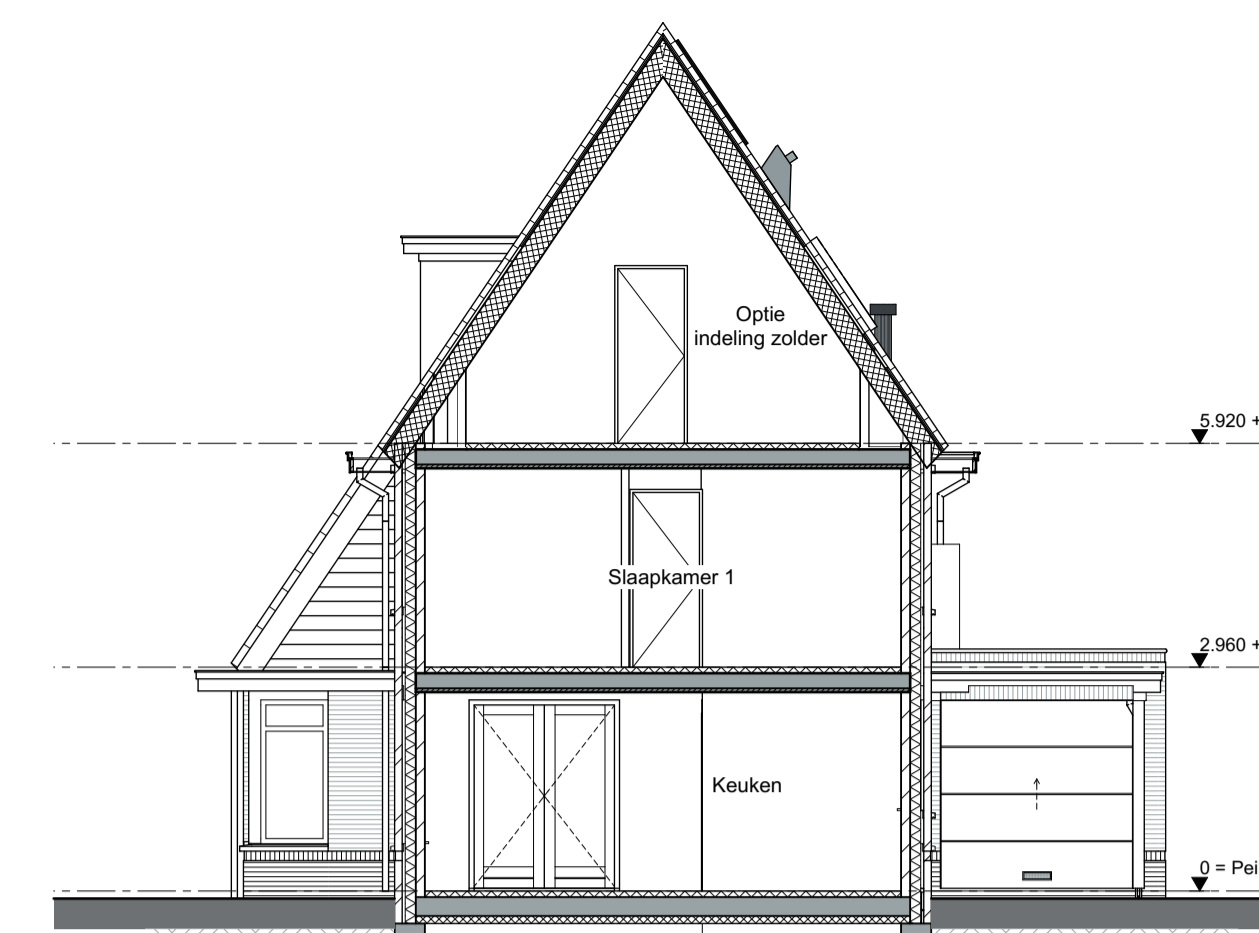 Optie
indeling zolder
5.920 +
Slaapkamer 1
2.960 +
Keuken
0 = Pei